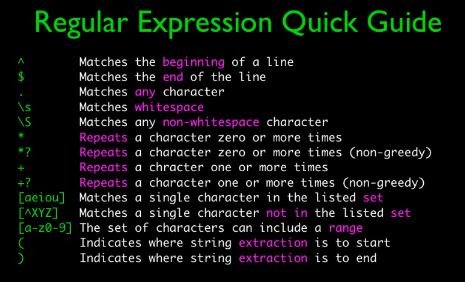 Regular Expression Quick Guide
^ Matches the beginning of a line
$ Matches the end of the line
. Matches any character
\s Matches whitespace
\S Matches any non-whitespace character
* Repeats a character zero or more times
*? Repeats a character zero or more times (non-greedy)
+ Repeats a chracter one or more times
+? Repeats a character one or more times (non-greedy)
[aeiou] Matches a single character in the listed set
[^XYZ] Matches a single character not in the listed set
[a-z0-9] The set of characters can include a range
( Indicates where string extraction is to start
) Indicates where string extraction is to end